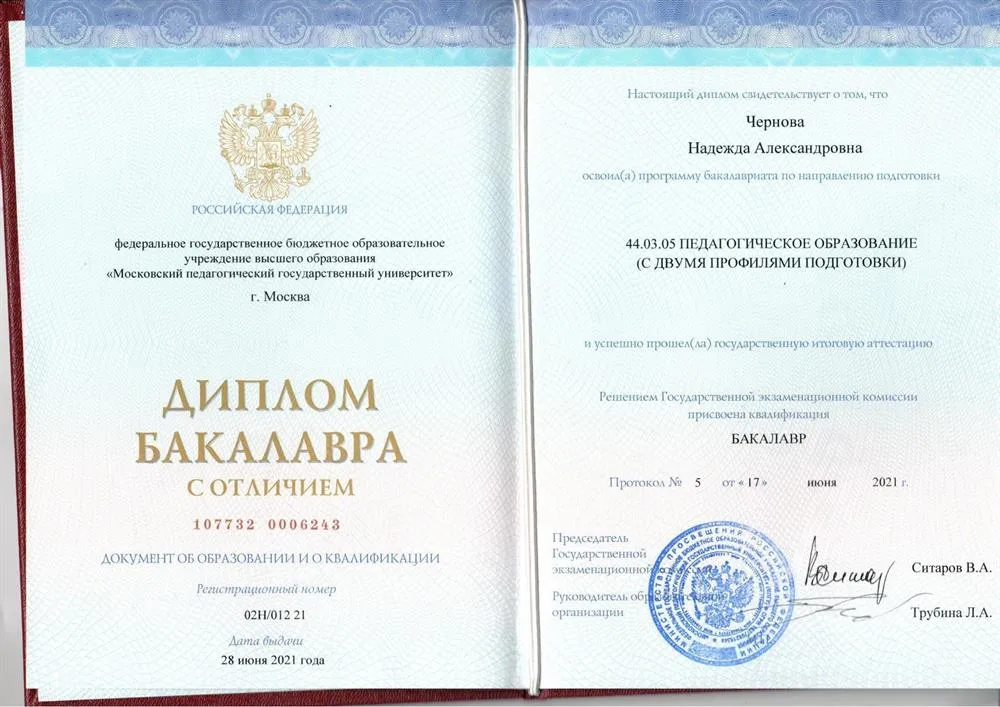 РОССИЙСКАЯ ФЕДЕРАЦИЯ
федеральное государственное бюджетное образовательное
учреждение высшего образования
«Московский педагогический государственный университет»
г. Москва
ДИПЛОМ
БАКАЛАВРА
С ОТЛИЧИЕМ
107732 0006243
ДОКУМЕНТ ОБ ОБРАЗОВАНИИ И О КВАЛИФИКАЦИИ
Регистрационный номер
02Н/012 21
Дата выдачи
28 июня 2021 года
Настоящий диплом свидетельствует о том, что
Чернова
Надежда Александровна
освоил(а) программу бакалавриата по направлению подготовки
44.03.05 ПЕДАГОГИЧЕСКОЕ ОБРАЗОВАНИЕ
(С ДВУМЯ ПРОФИЛЯМИ ПОДГОТОВКИ)
и успешно прошел(ла) государственную итоговую аттестацию
Решением Государственной экзаменационной комиссии
присвоена квалификация
БАКАЛАВР
Протокол № 5 от « 17 » июня 2021 г.
Председатель
Государственной
экзаменационной
Ситаров В.А.
Руководитель
организации
Трубина Л.А.
МИНИСТЕРСТВО ПРОСВЕЩЕНИЯ РОССИЙСКОЙ ФЕДЕРАЦИИ